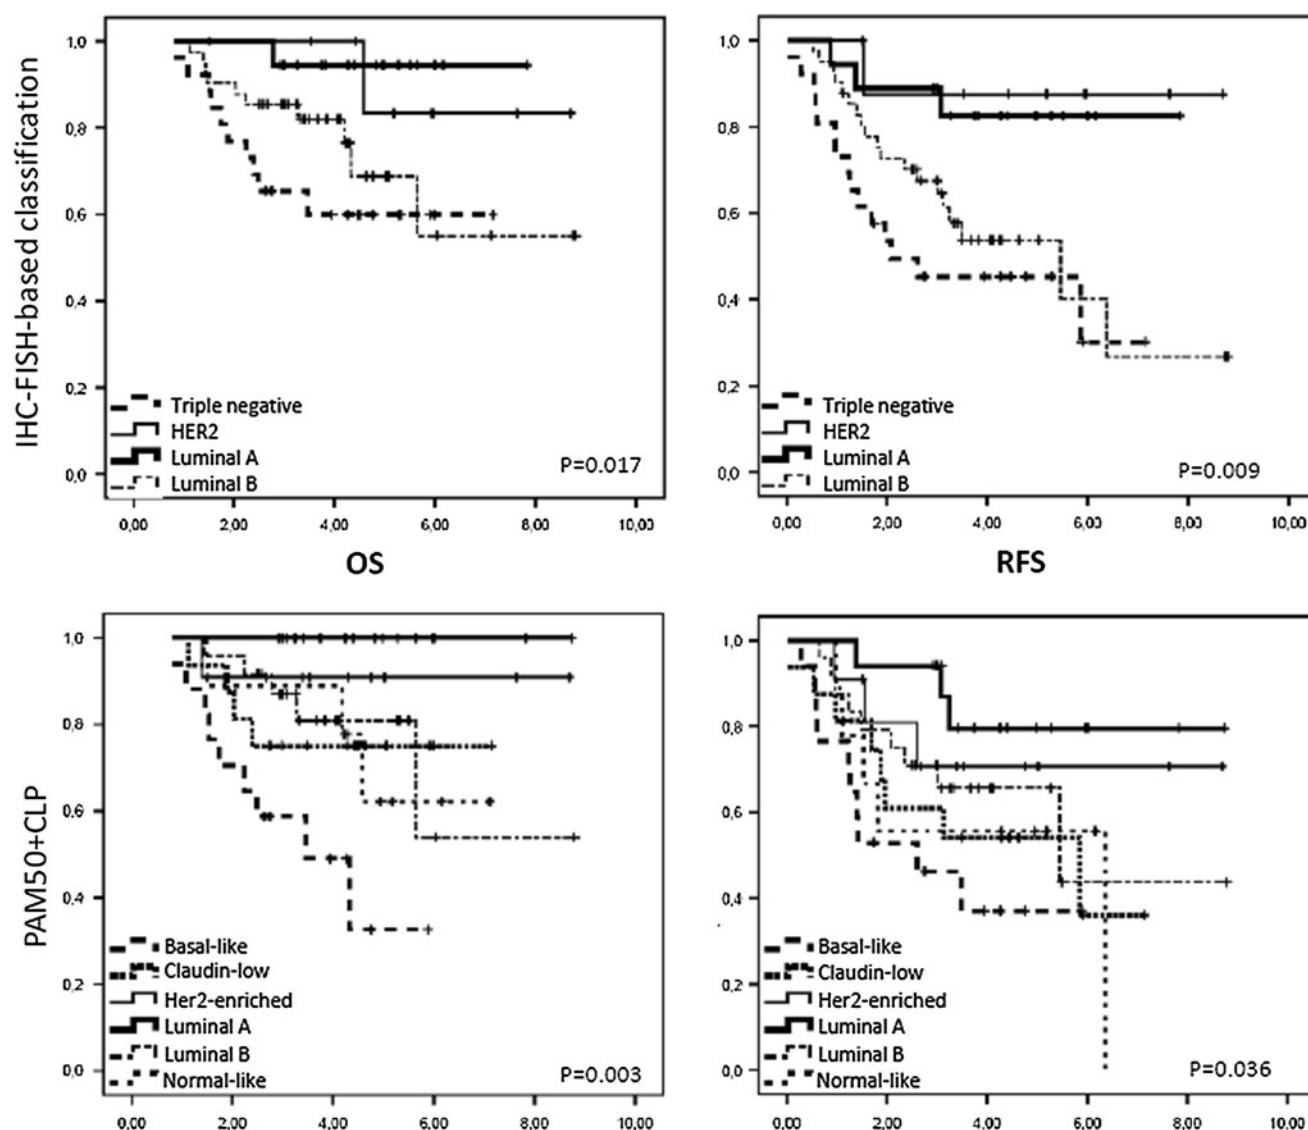 IHC-FISH-based classification
1,0
0,8
0,6
0,4
0,2
0,0
Triple negative
HER2
Luminal A
Luminal B
P=0.017
0,00 2,00 4,00 6,00 8,00 10,00
OS
1,0
0,8
0,6
0,4
0,2
0,0
Triple negative
HER2
Luminal A
Luminal B
P=0.009
0,00 2,00 4,00 6,00 8,00 10,00
RFS
PAM50+CLP
1,0
0,8
0,6
0,4
0,2
0,0
Basal-like
Claudin-low
Her2-enriched
Luminal A
Luminal B
Normal-like
P=0.003
0,00 2,00 4,00 6,00 8,00 10,00
1,0
0,8
0,6
0,4
0,2
0,0
Basal-like
Claudin-low
Her2-enriched
Luminal A
Luminal B
Normal-like
P=0.036
0,00 2,00 4,00 6,00 8,00 10,00